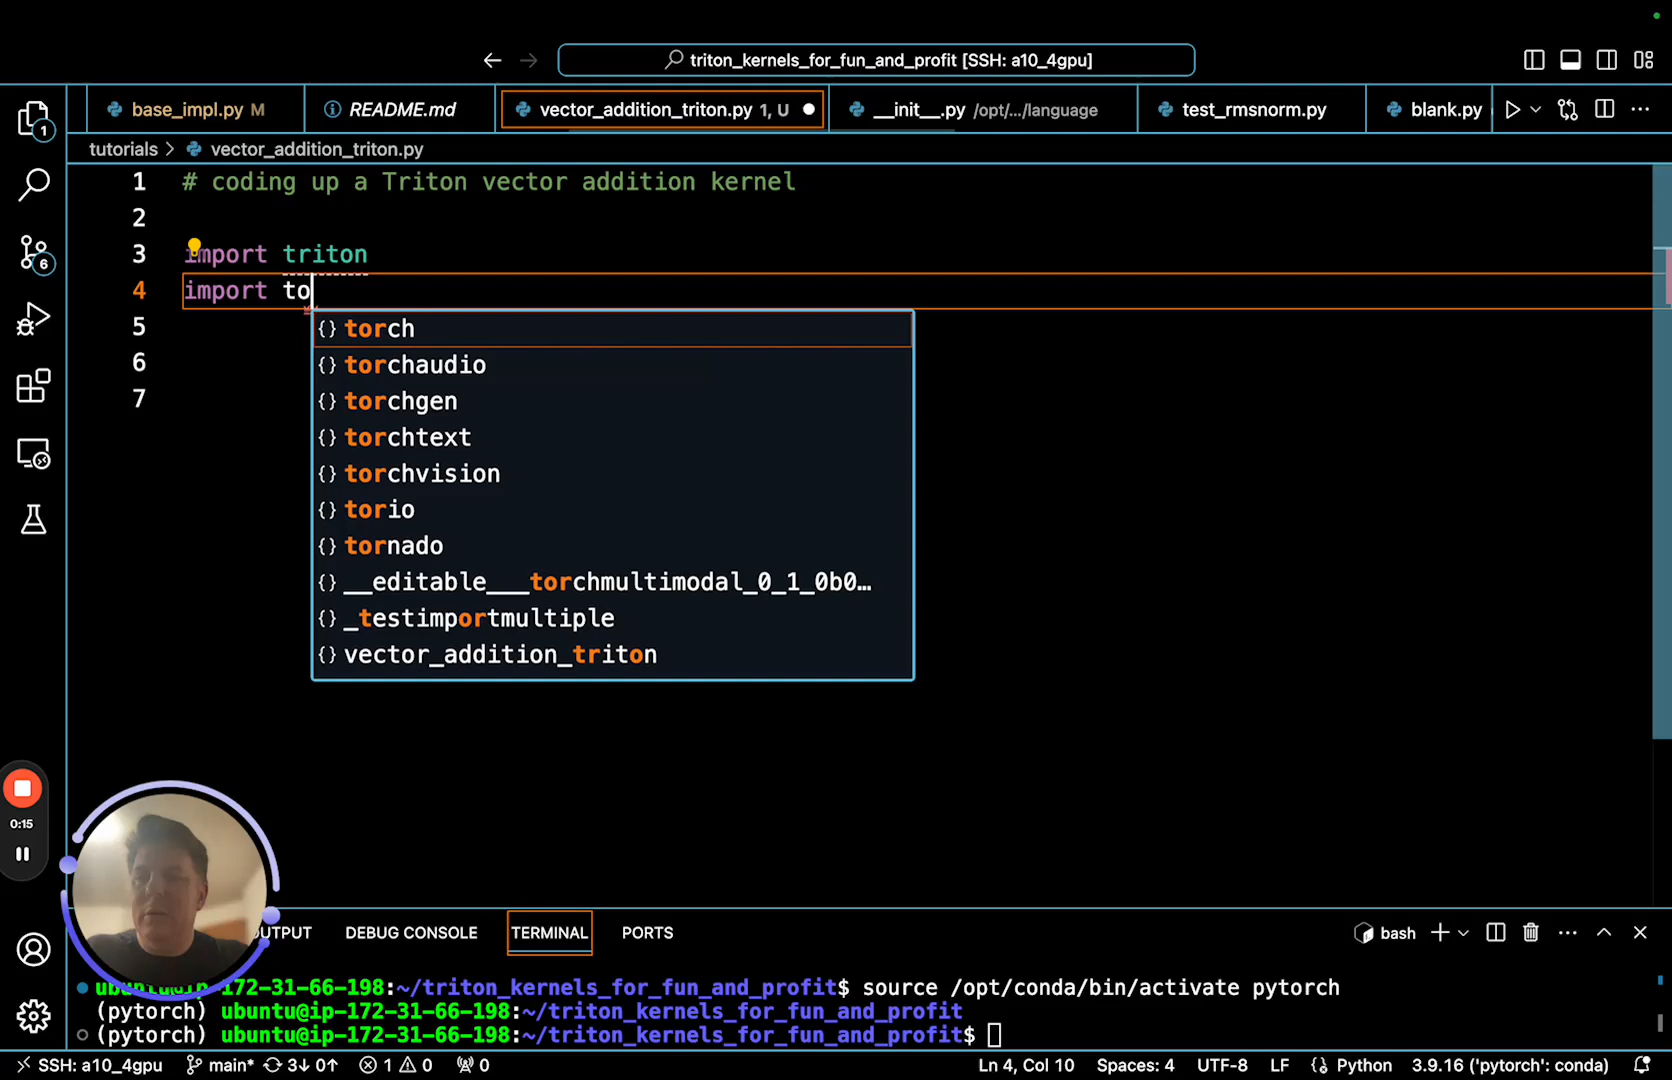 triton_kernels_for_fun_and_profit [SSH: a10_4gpu]
base_impl.py M
README.md
vector_addition_triton.py 1, U
__init__.py /opt/.../language
test_rmsnorm.py
blank.py
tutorials > vector_addition_triton.py
1 # coding up a Triton vector addition kernel
2
3 import triton
4 import to
5
6
7
{} torch
{} torchaudio
{} torchgen
{} torchtext
{} torchvision
{} torio
{} tornado
{} __editable___torchmultimodal_0_1_0b0…
{} _testimportmultiple
{} vector_addition_triton
1
6
0:15
UTPUT DEBUG CONSOLE TERMINAL PORTS bash
ubuntu@ip-172-31-66-198:~/triton_kernels_for_fun_and_profit$ source /opt/conda/bin/activate pytorch
(pytorch) ubuntu@ip-172-31-66-198:~/triton_kernels_for_fun_and_profit
(pytorch) ubuntu@ip-172-31-66-198:~/triton_kernels_for_fun_and_profit$
SSH: a10_4gpu main* 3↓ 0↑ 1 0 0 Ln 4, Col 10 Spaces: 4 UTF-8 LF {} Python 3.9.16 ('pytorch': conda)